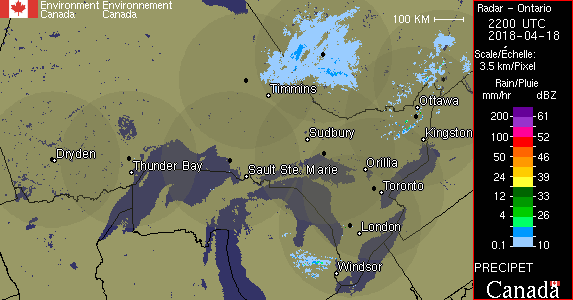 Environment Environnement
Canada Canada
100 KM
Timmins
Ottawa
Sudbury
Kingston
Dryden
Thunder Bay
Sault Ste. Marie
Orillia
Toronto
London
Windsor
Radar - Ontario
2200 UTC
2018-04-18
Scale/Échelle:
3.5 km/Pixel
Rain/Pluie
mm/hr dBZ
200 61
100 52
50 46
24 39
12 33
4 26
0.1 10
PRECIPET
Canada